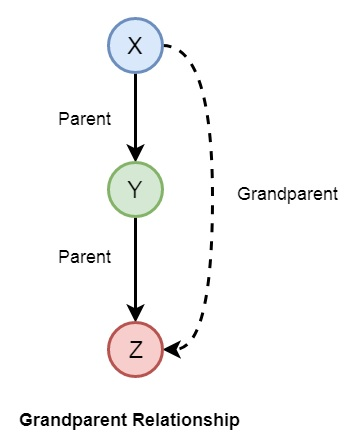 X
Parent
Y
Grandparent
Parent
Z
Grandparent Relationship